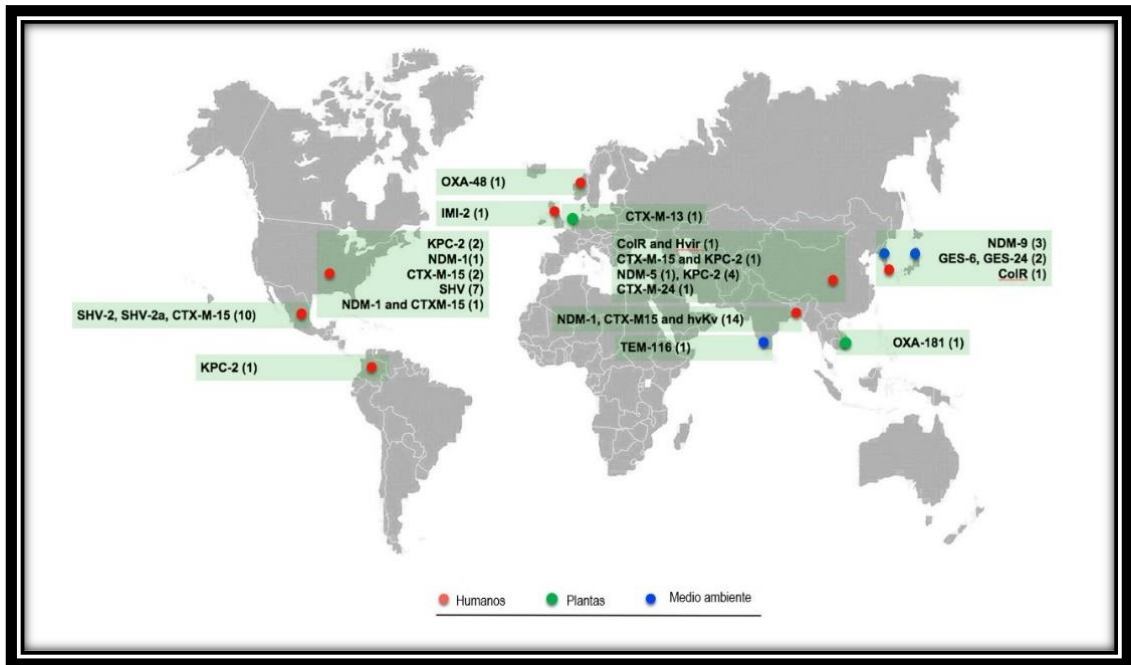 OXA-48 (1)
IMI-2 (1)
CTX-M-13 (1)
KPC-2 (2)
NDM-1(1)
CTX-M-15 (2)
SHV (7)
NDM-1 and CTXM-15 (1)
ColR and Hvir (1)
CTX-M-15 and KPC-2 (1)
NDM-5 (1), KPC-2 (4)
CTX-M-24 (1)
NDM-9 (3)
GES-6, GES-24 (2)
ColR (1)
SHV-2, SHV-2a, CTX-M-15 (10)
NDM-1, CTX-M15 and hvKv (14)
TEM-116 (1)
OXA-181 (1)
KPC-2 (1)
Humanos
Plantas
Medio ambiente